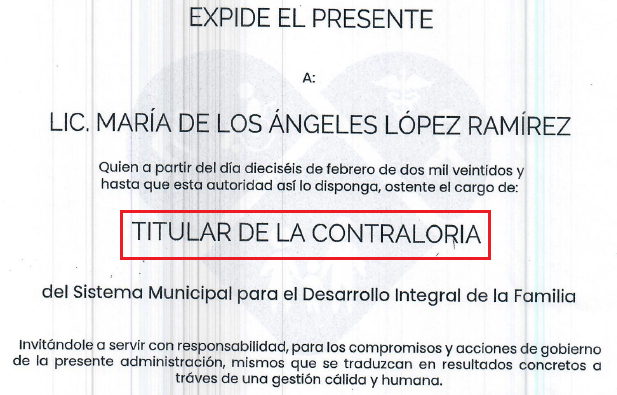 EXPIDE EL PRESENTE
A:
LIC. MARÍA DE LOS ÁNGELES LÓPEZ RAMÍREZ
Quien a partir del día dieciséis de febrero de dos mil veintidos y
hasta que esta autoridad así lo disponga, ostente el cargo de:
TITULAR DE LA CONTRALORIA
del Sistema Municipal para el Desarrollo Integral de la Familia
Invitándole a servir con responsabilidad, para los compromisos y acciones de gobierno
de la presente administración, mismos que se traduzcan en resultados concretos a
tráves de una gestión cálida y humana.